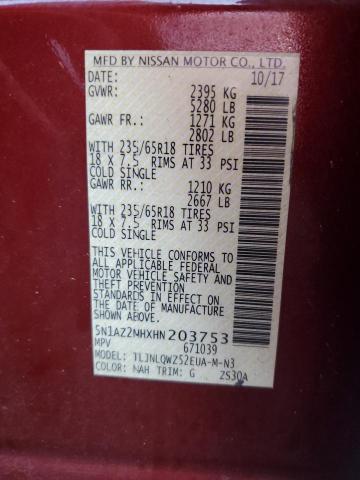 MFD BY NISSAN MOTOR CO., LTD.
DATE: 10/17
GVWR: 2395 KG
5280 LB
GAWR FR.: 1271 KG
2802 LB
WITH 235/65R18 TIRES
18 X 7.5 RIMS AT 33 PSI
COLD SINGLE
GAWR RR.: 1210 KG
2667 LB
WITH 235/65R18 TIRES
18 X 7.5 RIMS AT 33 PSI
COLD SINGLE
THIS VEHICLE CONFORMS TO
ALL APPLICABLE FEDERAL
MOTOR VEHICLE SAFETY AND
THEFT PREVENTION
STANDARDS IN EFFECT ON
THE DATE OF MANUFACTURE
SHOWN ABOVE.
5N1AZ2MHXHN203753
MPV 671039
MODEL: TLJNLQWZ52EUA-M-N3
COLOR: NAH TRIM: G ZS30A